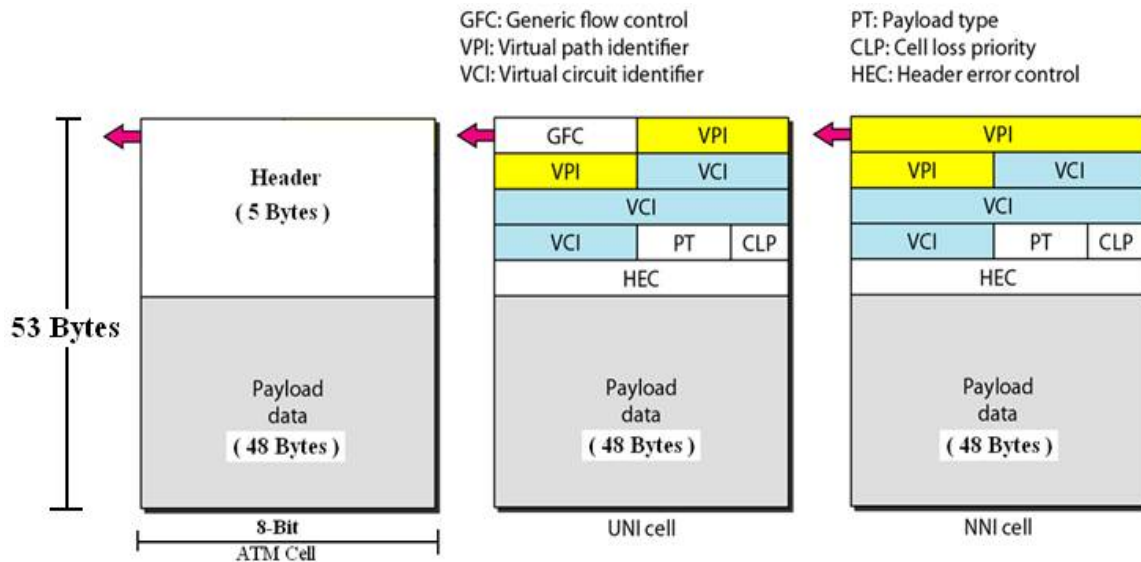 GFC: Generic flow control
VPI: Virtual path identifier
VCI: Virtual circuit identifier
PT: Payload type
CLP: Cell loss priority
HEC: Header error control
53 Bytes
Header
( 5 Bytes )
Payload
data
( 48 Bytes )
8-Bit
ATM Cell
GFC VPI
VPI VCI
VCI
VCI PT CLP
HEC
Payload
data
( 48 Bytes )
UNI cell
VPI
VPI VCI
VCI
VCI PT CLP
HEC
Payload
data
( 48 Bytes )
NNI cell